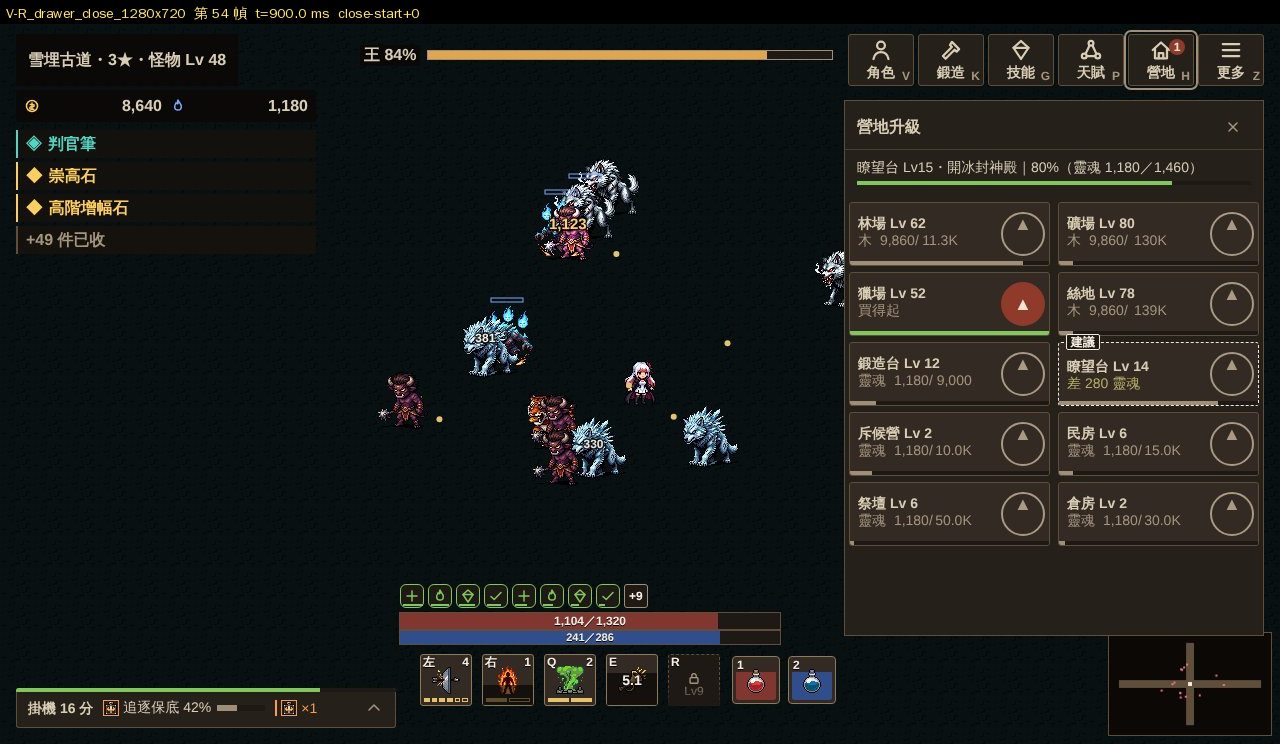 V-R_drawer_close_1280x720 第 54 幀 t=900.0 ms close-start+0
雪埋古道・3★・怪物 Lv 48
王 84%
角色 V
鍛造 K
技能 G
天賦 P
營地 H 1
更多 Z
8,640 1,180
判官筆
崇高石
高階增幅石
+49 件已收
營地升級 ×
瞭望台 Lv15・開冰封神殿｜80%（靈魂 1,180／1,460）
林場 Lv 62
木 9,860/ 11.3K
礦場 Lv 80
木 9,860/ 130K
獵場 Lv 52
買得起
絲地 Lv 78
木 9,860/ 139K
鍛造台 Lv 12
靈魂 1,180/ 9,000
建議
瞭望台 Lv 14
差 280 靈魂
斥候營 Lv 2
靈魂 1,180/ 10.0K
民房 Lv 6
靈魂 1,180/ 15.0K
祭壇 Lv 6
靈魂 1,180/ 50.0K
倉房 Lv 2
靈魂 1,180/ 30.0K
1,123
381
330
+9
1,104／1,320
241／286
左 4
右 1
Q 2
E 5.1
R Lv9
1
2
掛機 16 分 追逐保底 42% ×1